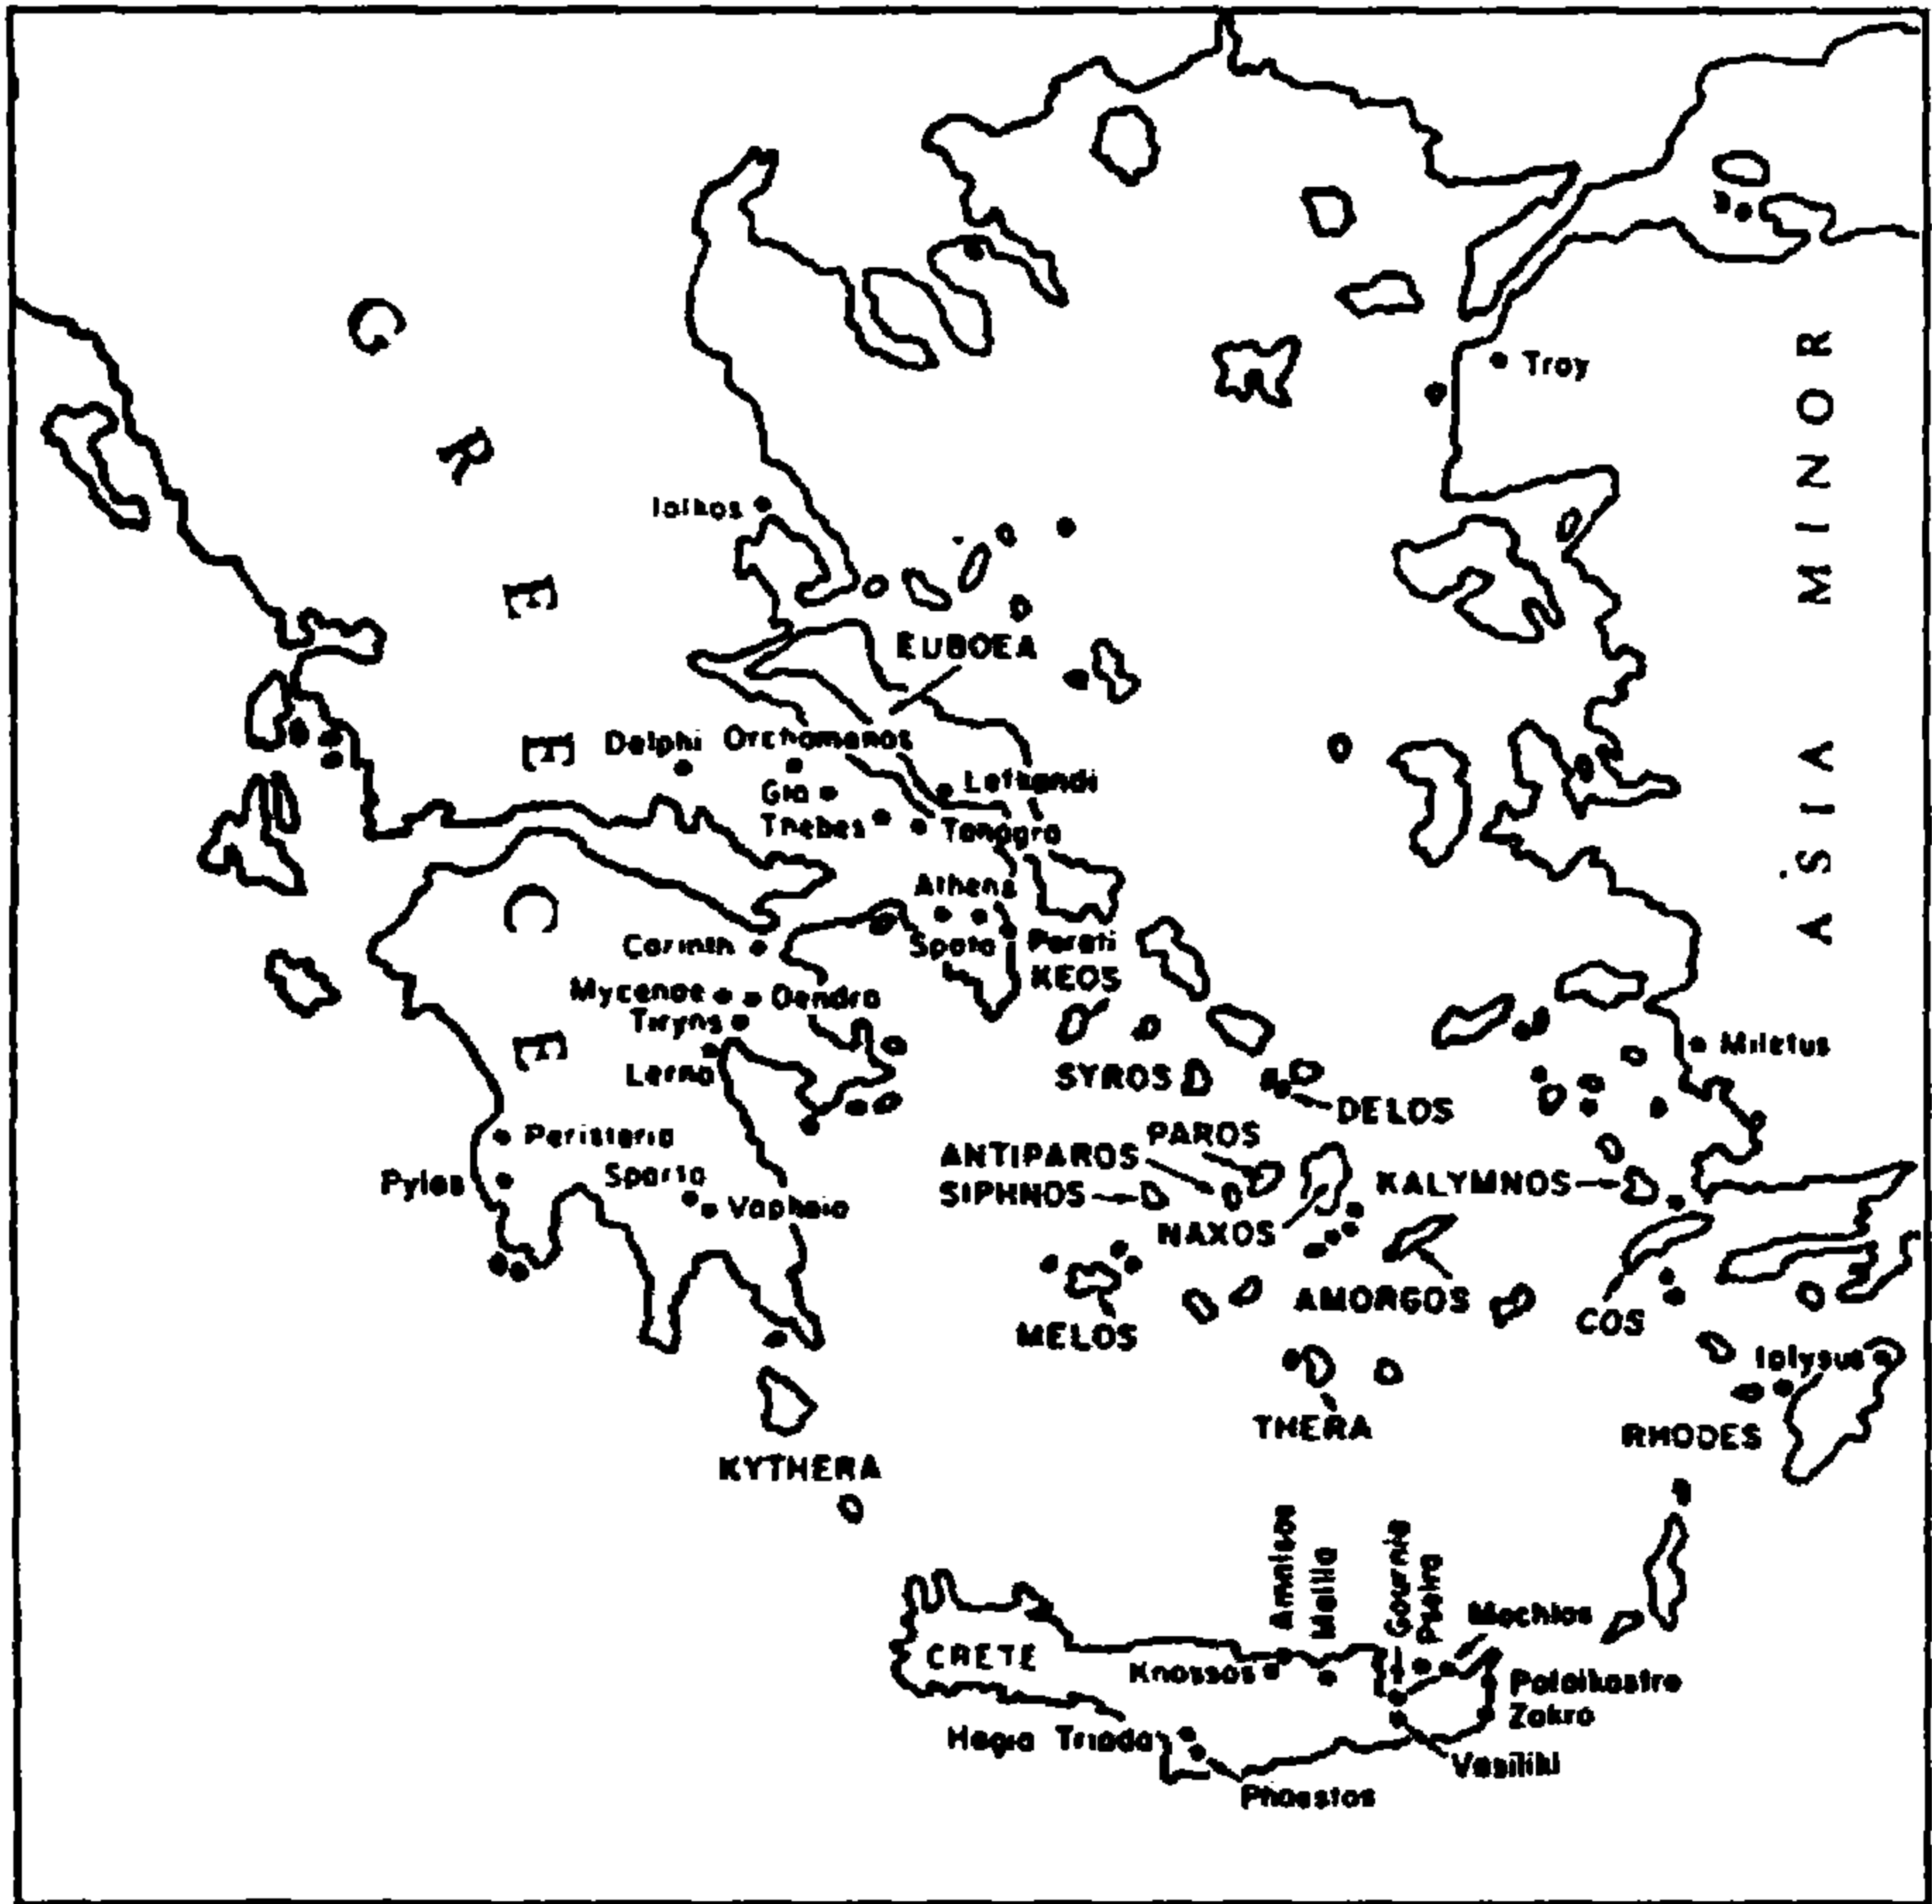 GREECE
ASIA MINOR
Troy
Iolkos
EUBOEA
Delphi
Orchomenos
Gla
Lefkandi
Thebes
Tanagra
Athens
Spata
Perati
Corinth
KEOS
Mycenae
Dendra
Tiryns
Lerna
Miletus
SYROS
DELOS
Peristeria
PAROS
ANTIPAROS
Pylos
Sparta
SIPHNOS
KALYMNOS
Vapheio
NAXOS
AMORGOS
COS
MELOS
Ialysus
THERA
RHODES
KYTHERA
Amnisos
Mallia
Gournia
Pseira
Mochlos
CRETE
Knossos
Palaikastro
Zakro
Hagia Triada
Vasiliki
Phaestos